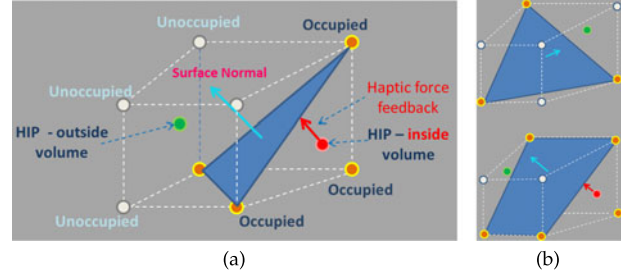 Unoccupied
Occupied
Surface Normal
Unoccupied
Haptic force
feedback
HIP - outside
volume
HIP – inside
volume
Occupied
Unoccupied
Occupied
(a)
(b)